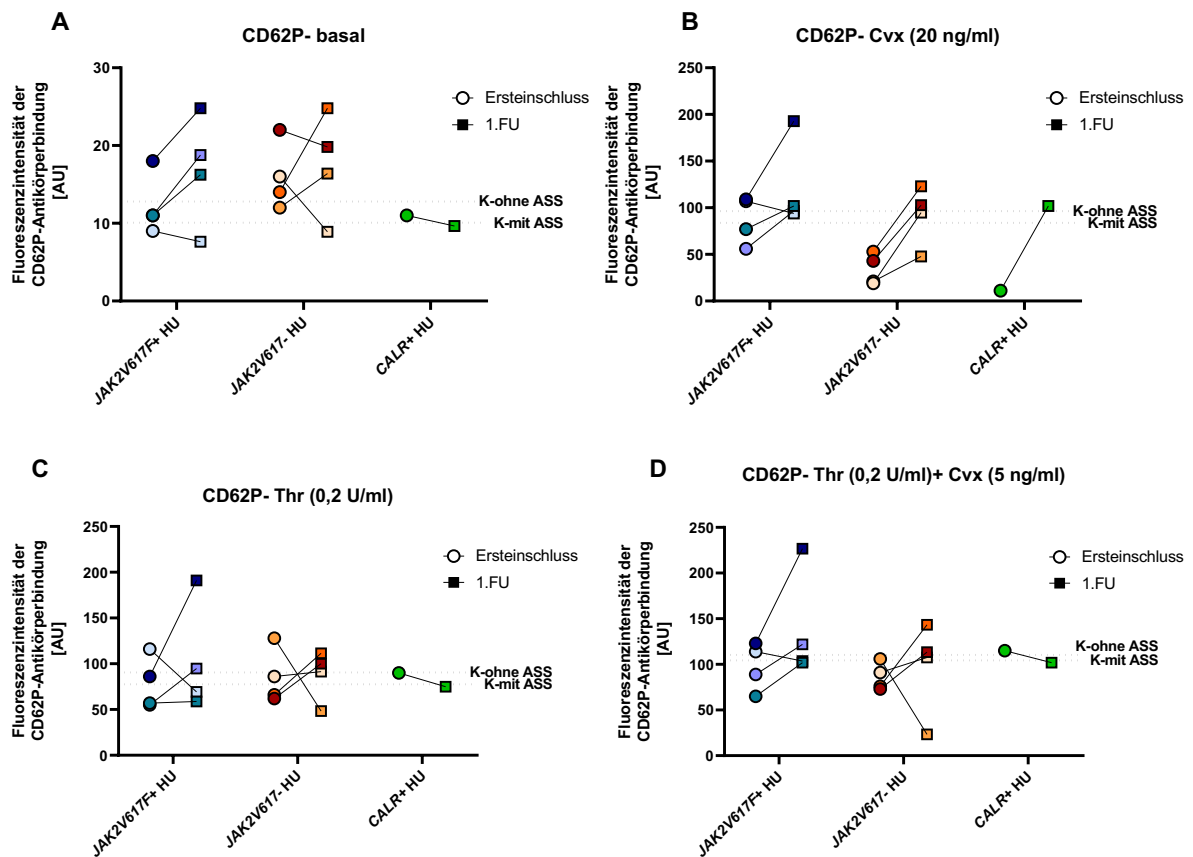 A
CD62P- basal
Fluoreszenzintensität der
CD62P-Antikörperbindung
[AU]
30
20
10
0
Ersteinschluss
1.FU
K-ohne ASS
K-mit ASS
JAK2V617F+ HU
JAK2V617- HU
CALR+ HU
B
CD62P- Cvx (20 ng/ml)
Fluoreszenzintensität der
CD62P-Antikörperbindung
[AU]
250
200
150
100
50
0
Ersteinschluss
1.FU
K-ohne ASS
K-mit ASS
JAK2V617F+ HU
JAK2V617- HU
CALR+ HU
C
CD62P- Thr (0,2 U/ml)
Fluoreszenzintensität der
CD62P-Antikörperbindung
[AU]
250
200
150
100
50
0
Ersteinschluss
1.FU
K-ohne ASS
K-mit ASS
JAK2V617F+ HU
JAK2V617- HU
CALR+ HU
D
CD62P- Thr (0,2 U/ml)+ Cvx (5 ng/ml)
Fluoreszenzintensität der
CD62P-Antikörperbindung
[AU]
250
200
150
100
50
0
Ersteinschluss
1.FU
K-ohne ASS
K-mit ASS
JAK2V617F+ HU
JAK2V617- HU
CALR+ HU